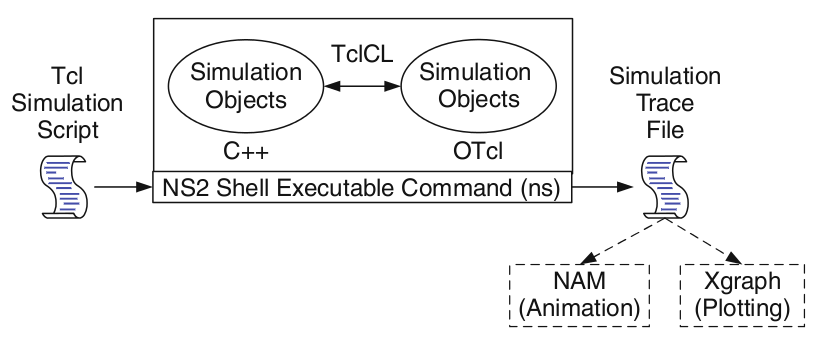 Tcl
Simulation
Script
TclCL
Simulation
Objects
Simulation
Objects
C++
OTcl
NS2 Shell Executable Command (ns)
Simulation
Trace
File
NAM
(Animation)
Xgraph
(Plotting)